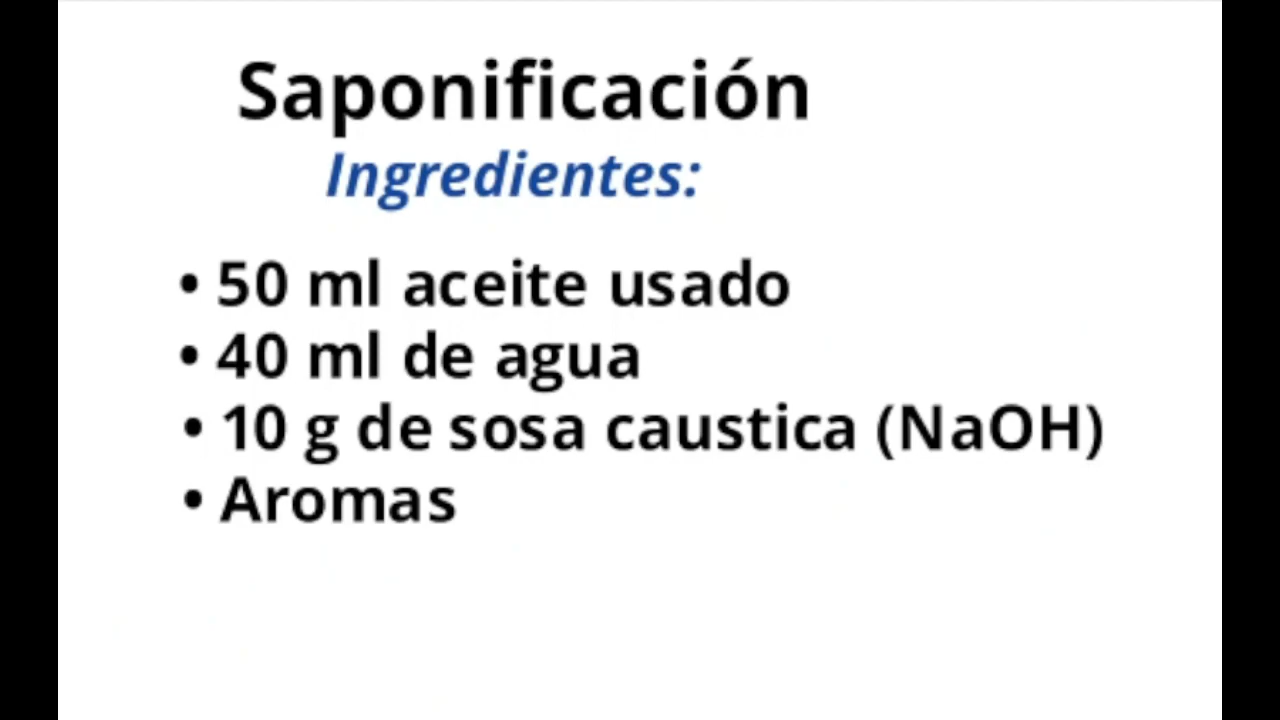 Saponificación
Ingredientes:
• 50 ml aceite usado
• 40 ml de agua
• 10 g de sosa caustica (NaOH)
• Aromas